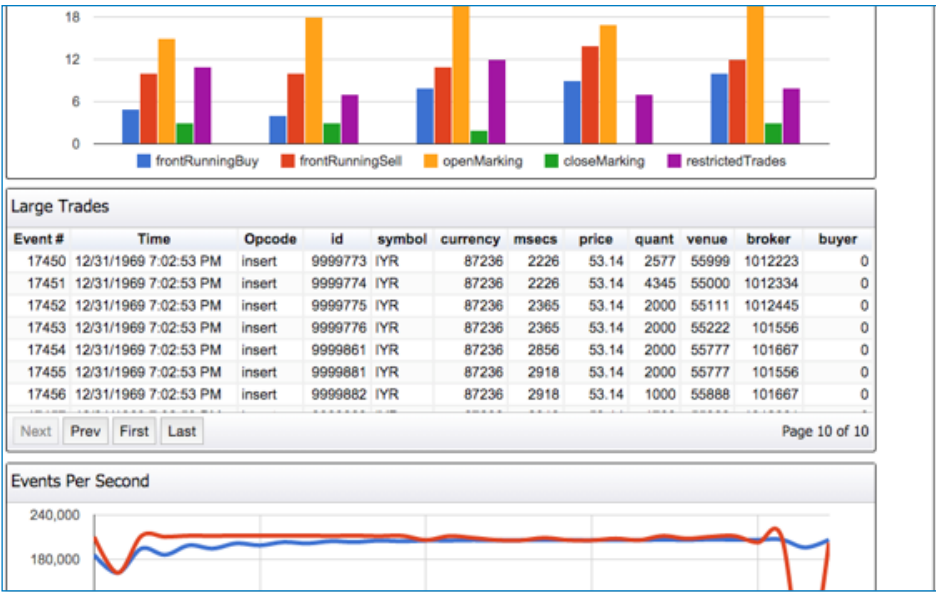 18
12
6
0
frontRunningBuy frontRunningSell openMarking closeMarking restrictedTrades
Large Trades
Event # Time Opcode id symbol currency msecs price quant venue broker buyer
17450 12/31/1969 7:02:53 PM insert 9999773 IYR 87236 2226 53.14 2577 55999 1012223 0
17451 12/31/1969 7:02:53 PM insert 9999774 IYR 87236 2226 53.14 4345 55000 1012334 0
17452 12/31/1969 7:02:53 PM insert 9999775 IYR 87236 2365 53.14 2000 55111 1012445 0
17453 12/31/1969 7:02:53 PM insert 9999776 IYR 87236 2365 53.14 2000 55222 101556 0
17454 12/31/1969 7:02:53 PM insert 9999861 IYR 87236 2856 53.14 2000 55777 101667 0
17455 12/31/1969 7:02:53 PM insert 9999881 IYR 87236 2918 53.14 2000 55777 101556 0
17456 12/31/1969 7:02:53 PM insert 9999882 IYR 87236 2918 53.14 1000 55888 101667 0
Next Prev First Last Page 10 of 10
Events Per Second
240,000
180,000